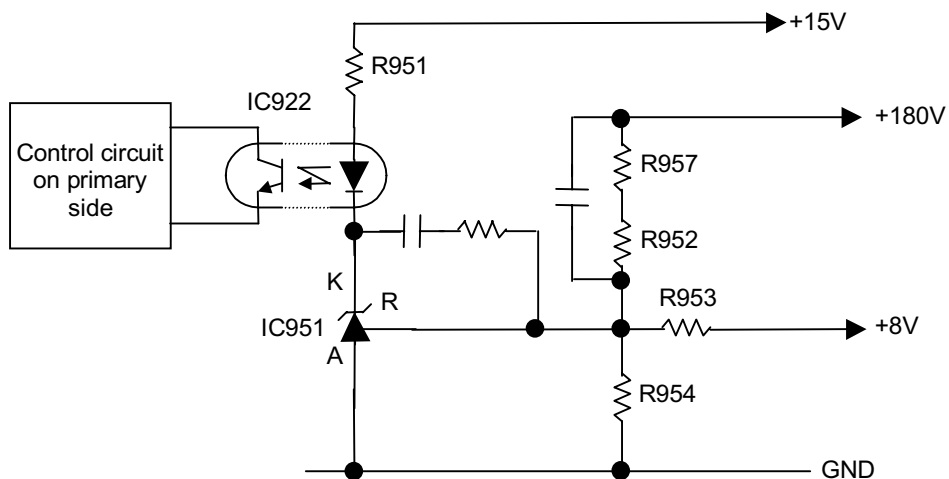 +15V
R951
IC922
+180V
Control circuit
on primary
side
R957
R952
K
R
R953
IC951
+8V
A
R954
GND